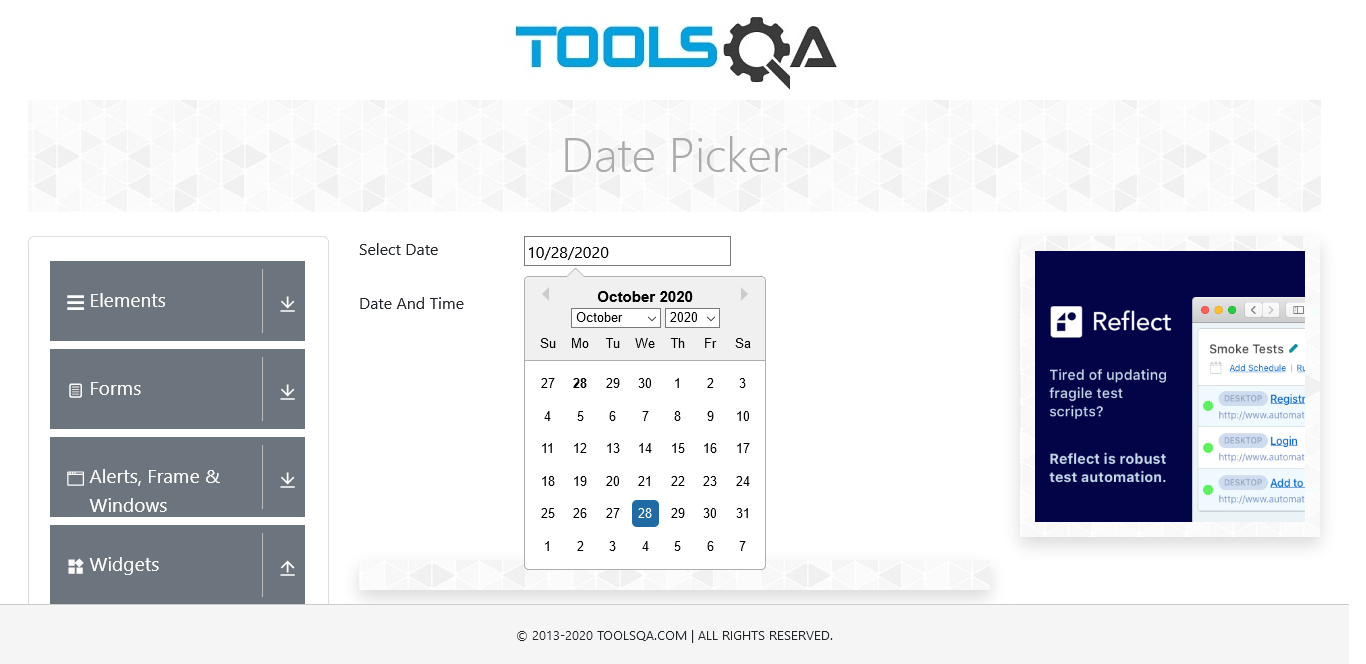 TOOLSQA
Date Picker
Elements
Forms
Alerts, Frame &
Windows
Widgets
Select Date
10/28/2020
Date And Time
October 2020
October 2020
Su Mo Tu We Th Fr Sa
27 28 29 30 1 2 3
4 5 6 7 8 9 10
11 12 13 14 15 16 17
18 19 20 21 22 23 24
25 26 27 28 29 30 31
1 2 3 4 5 6 7
Reflect
Tired of updating
fragile test
scripts?
Reflect is robust
test automation.
Smoke Tests
Add Schedule | Ru
DESKTOP Registr
http://www.automat
DESKTOP Login
http://www.automat
DESKTOP Add to
http://www.automat
© 2013-2020 TOOLSQA.COM | ALL RIGHTS RESERVED.